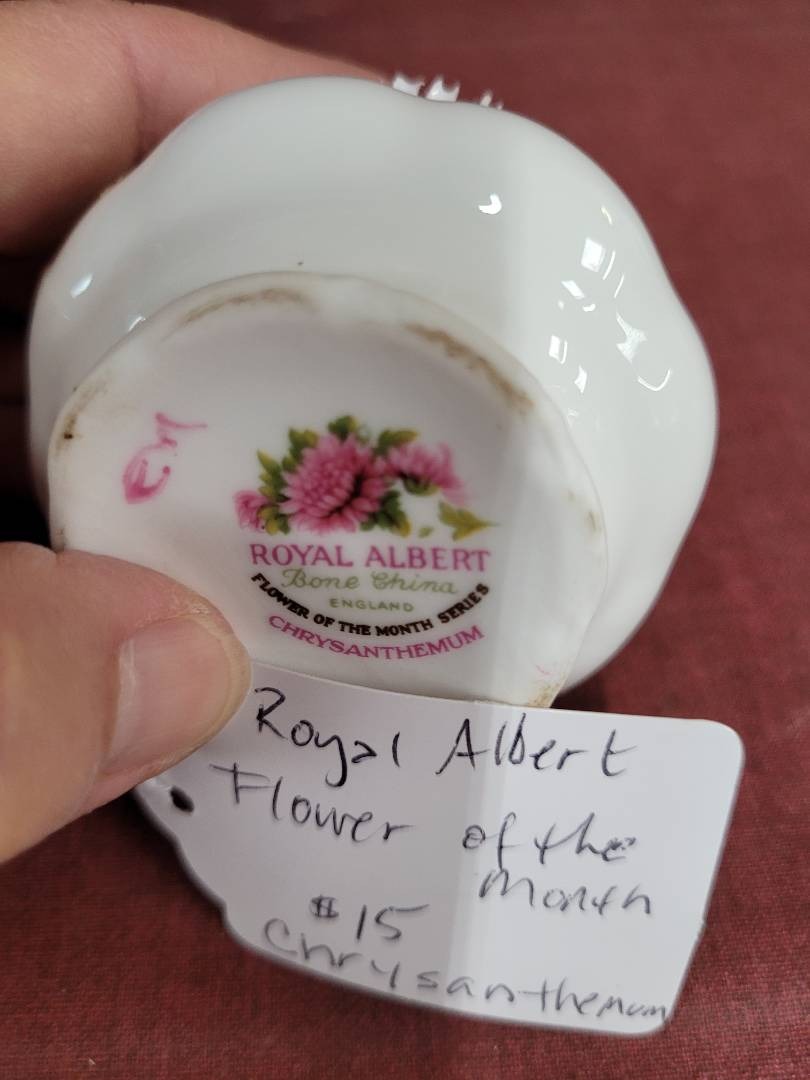 ROYAL ALBERT
Bone China
ENGLAND
FLOWER OF THE MONTH SERIES
CHRYSANTHEMUM
Royal Albert
Flower of the
Month
$15
Chrysanthemum